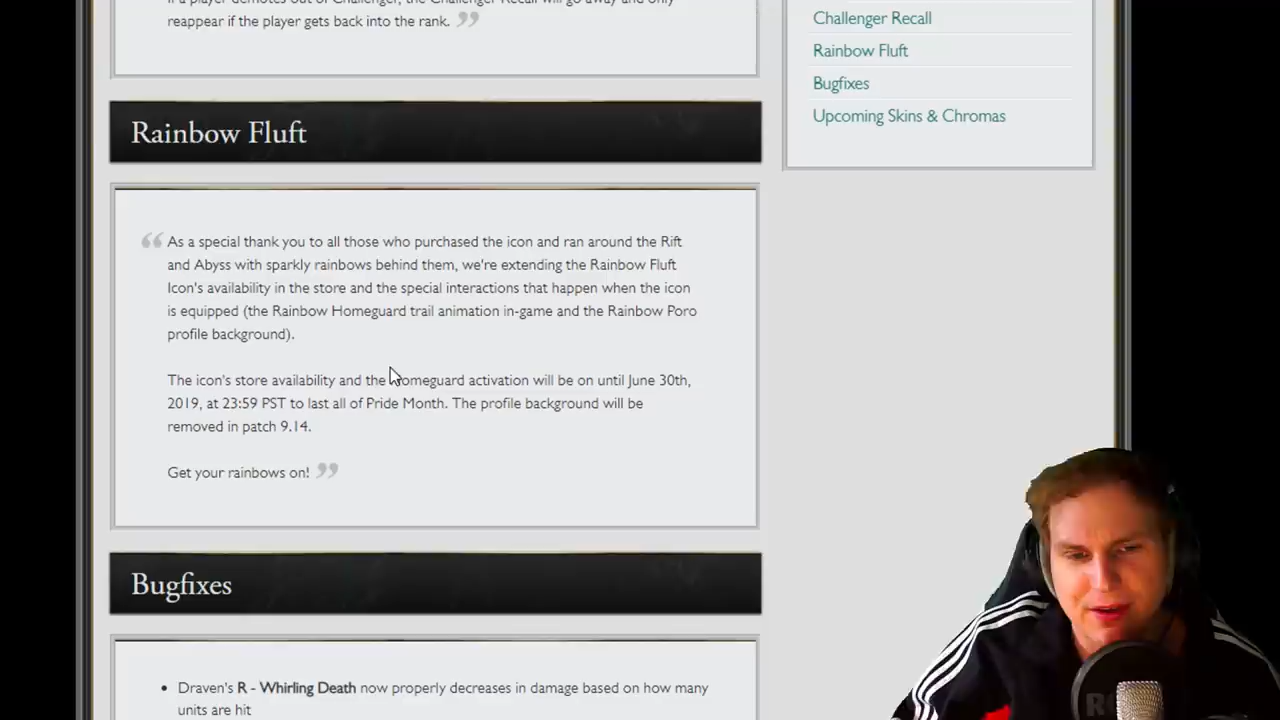 reappear if the player gets back into the rank. ”
Challenger Recall
Rainbow Fluft
Bugfixes
Upcoming Skins & Chromas
Rainbow Fluft
“ As a special thank you to all those who purchased the icon and ran around the Rift
and Abyss with sparkly rainbows behind them, we're extending the Rainbow Fluft
Icon's availability in the store and the special interactions that happen when the icon
is equipped (the Rainbow Homeguard trail animation in-game and the Rainbow Poro
profile background).
The icon's store availability and the Homeguard activation will be on until June 30th,
2019, at 23:59 PST to last all of Pride Month. The profile background will be
removed in patch 9.14.
Get your rainbows on! ”
Bugfixes
• Draven's R - Whirling Death now properly decreases in damage based on how many
units are hit